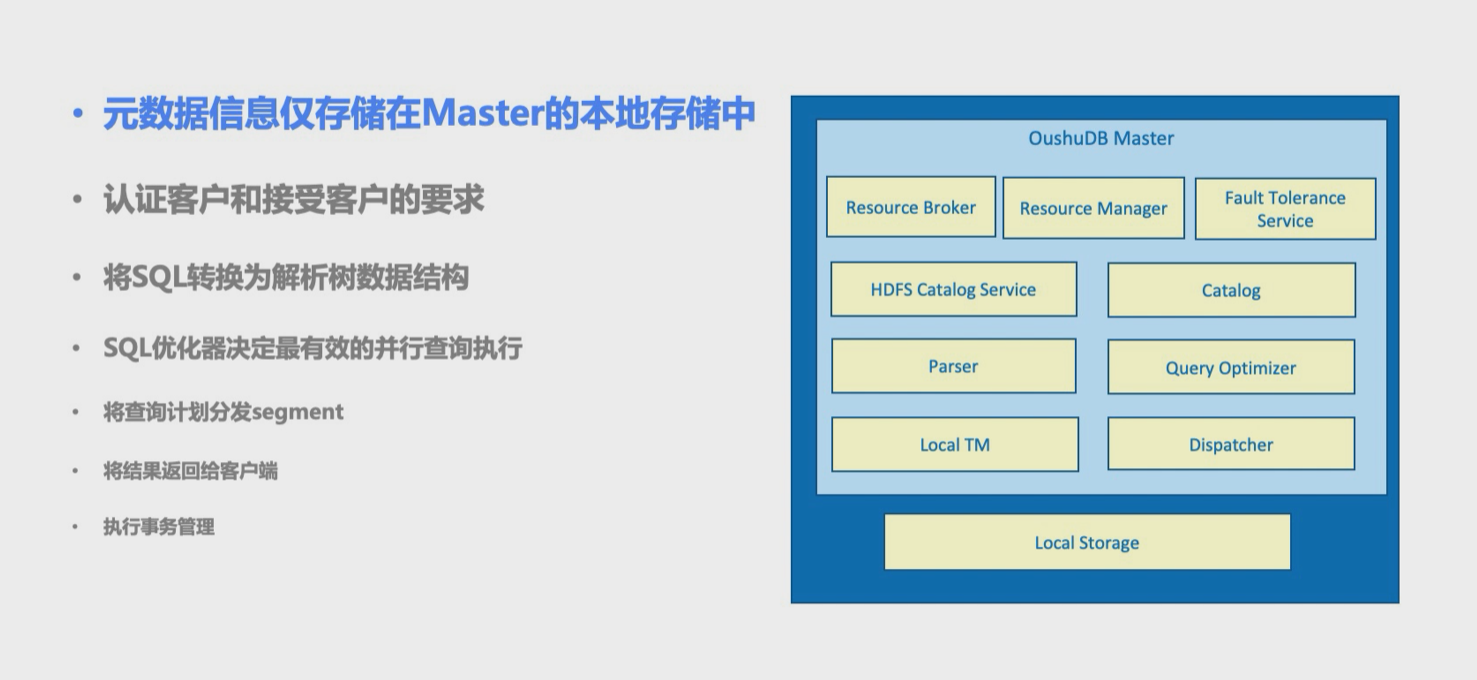 • 元数据信息仅存储在Master的本地存储中
• 认证客户和接受客户的要求
• 将SQL转换为解析树数据结构
• SQL优化器决定最有效的并行查询执行
• 将查询计划分发segment
• 将结果返回给客户端
• 执行事务管理
OushuDB Master
Resource Broker
Resource Manager
Fault Tolerance
Service
HDFS Catalog Service
Catalog
Parser
Query Optimizer
Local TM
Dispatcher
Local Storage